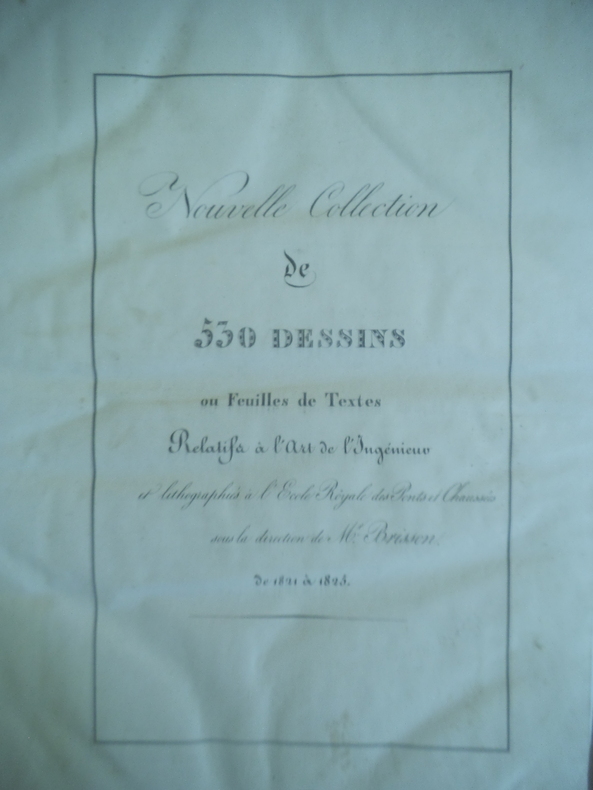 Nouvelle Collection
de
530 DESSINS
ou Feuilles de Textes
Relatifs à l'Art de l'Ingénieur
et lithographiés à l'Ecole Royale des Ponts et Chaussées
sous la direction de Mr. Brisson,
de 1821 à 1825.